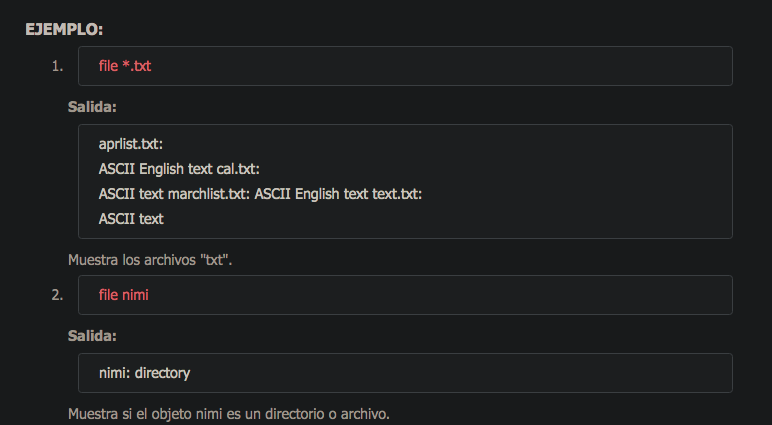 EJEMPLO:
1. file *.txt
Salida:
aprlist.txt:
ASCII English text cal.txt:
ASCII text marchlist.txt: ASCII English text text.txt:
ASCII text
Muestra los archivos "txt".
2. file nimi
Salida:
nimi: directory
Muestra si el objeto nimi es un directorio o archivo.